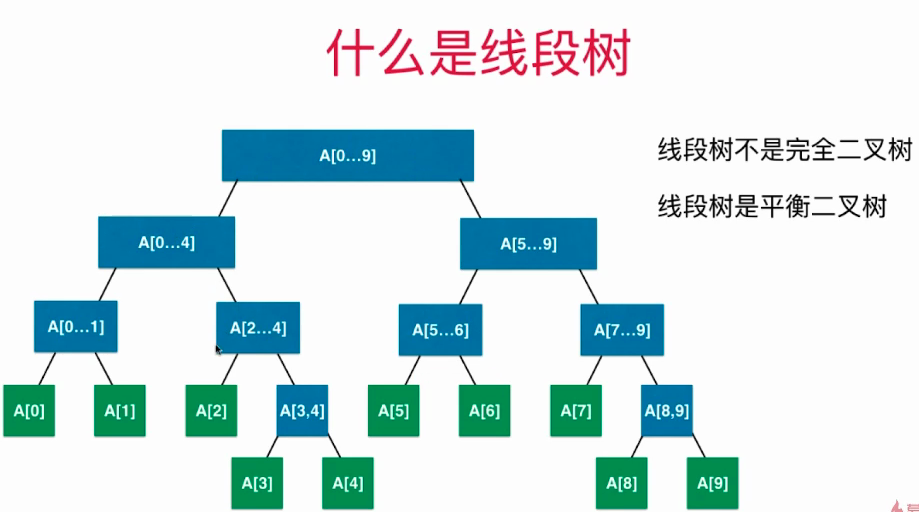 什么是线段树
A[0...9]
线段树不是完全二叉树
线段树是平衡二叉树
A[0...4]
A[5...9]
A[0...1]
A[2...4]
A[5...6]
A[7...9]
A[0]
A[1]
A[2]
A[3,4]
A[5]
A[6]
A[7]
A[8,9]
A[3]
A[4]
A[8]
A[9]